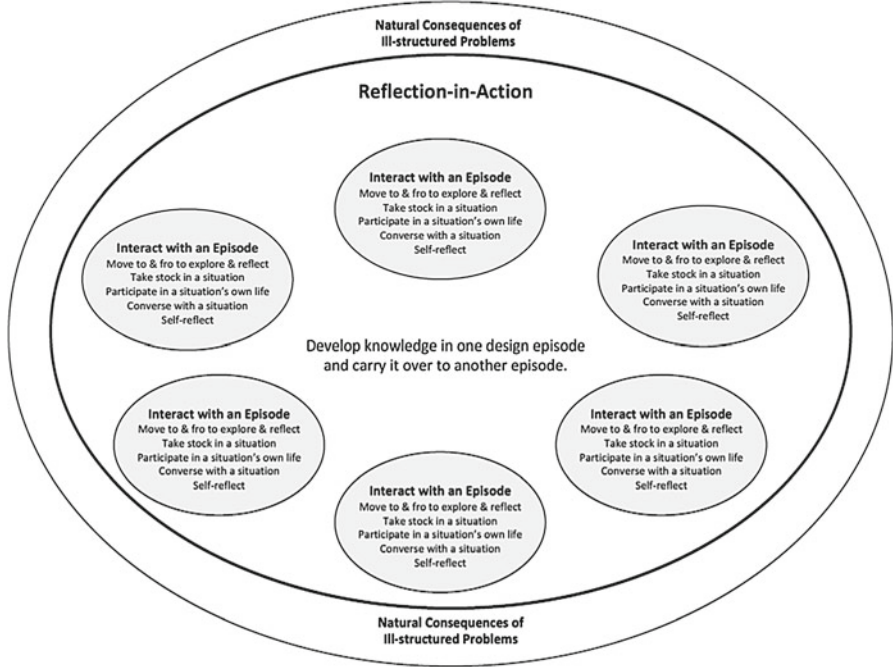 Natural Consequences of
Ill-structured Problems
Reflection-in-Action
Interact with an Episode
Move to & fro to explore & reflect
Take stock in a situation
Participate in a situation's own life
Converse with a situation
Self-reflect
Interact with an Episode
Move to & fro to explore & reflect
Take stock in a situation
Participate in a situation's own life
Converse with a situation
Self-reflect
Interact with an Episode
Move to & fro to explore & reflect
Take stock in a situation
Participate in a situation's own life
Converse with a situation
Self-reflect
Develop knowledge in one design episode
and carry it over to another episode.
Interact with an Episode
Move to & fro to explore & reflect
Take stock in a situation
Participate in a situation's own life
Converse with a situation
Self-reflect
Interact with an Episode
Move to & fro to explore & reflect
Take stock in a situation
Participate in a situation's own life
Converse with a situation
Self-reflect
Interact with an Episode
Move to & fro to explore & reflect
Take stock in a situation
Participate in a situation's own life
Converse with a situation
Self-reflect
Natural Consequences of
Ill-structured Problems